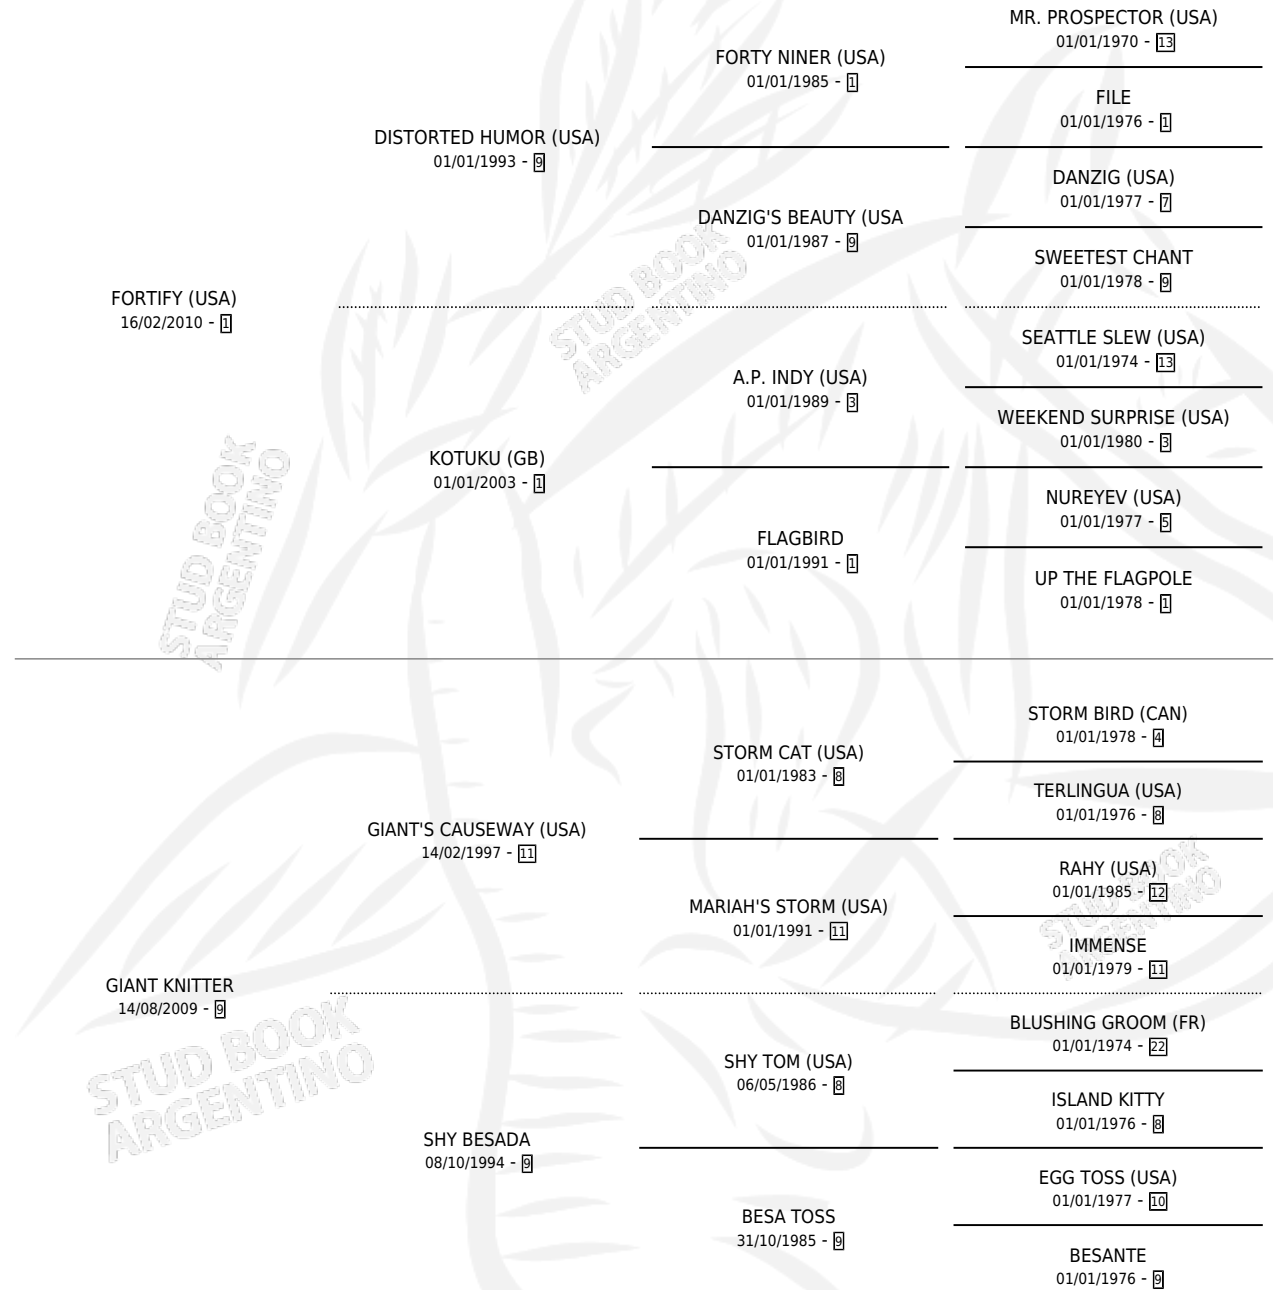 MR. PROSPECTOR (USA)
01/01/1970 - 13
FORTY NINER (USA)
01/01/1985 - 1
FILE
01/01/1976 - 1
DISTORTED HUMOR (USA)
01/01/1993 - 9
DANZIG (USA)
01/01/1977 - 7
DANZIG'S BEAUTY (USA
01/01/1987 - 9
SWEETEST CHANT
01/01/1978 - 9
FORTIFY (USA)
16/02/2010 - 1
SEATTLE SLEW (USA)
01/01/1974 - 13
A.P. INDY (USA)
01/01/1989 - 3
WEEKEND SURPRISE (USA)
01/01/1980 - 3
KOTUKU (GB)
01/01/2003 - 1
NUREYEV (USA)
01/01/1977 - 5
FLAGBIRD
01/01/1991 - 1
UP THE FLAGPOLE
01/01/1978 - 1
STORM BIRD (CAN)
01/01/1978 - 4
STORM CAT (USA)
01/01/1983 - 8
TERLINGUA (USA)
01/01/1976 - 8
GIANT'S CAUSEWAY (USA)
14/02/1997 - 11
RAHY (USA)
01/01/1985 - 12
MARIAH'S STORM (USA)
01/01/1991 - 11
IMMENSE
01/01/1979 - 11
GIANT KNITTER
14/08/2009 - 9
BLUSHING GROOM (FR)
01/01/1974 - 22
SHY TOM (USA)
06/05/1986 - 8
ISLAND KITTY
01/01/1976 - 8
SHY BESADA
08/10/1994 - 9
EGG TOSS (USA)
01/01/1977 - 10
BESA TOSS
31/10/1985 - 9
BESANTE
01/01/1976 - 9
STUD BOOK
ARGENTINO
STUD BOOK
ARGENTINO
STUD BOOK
ARGENTINO
STUD BOOK
ARGENTINO